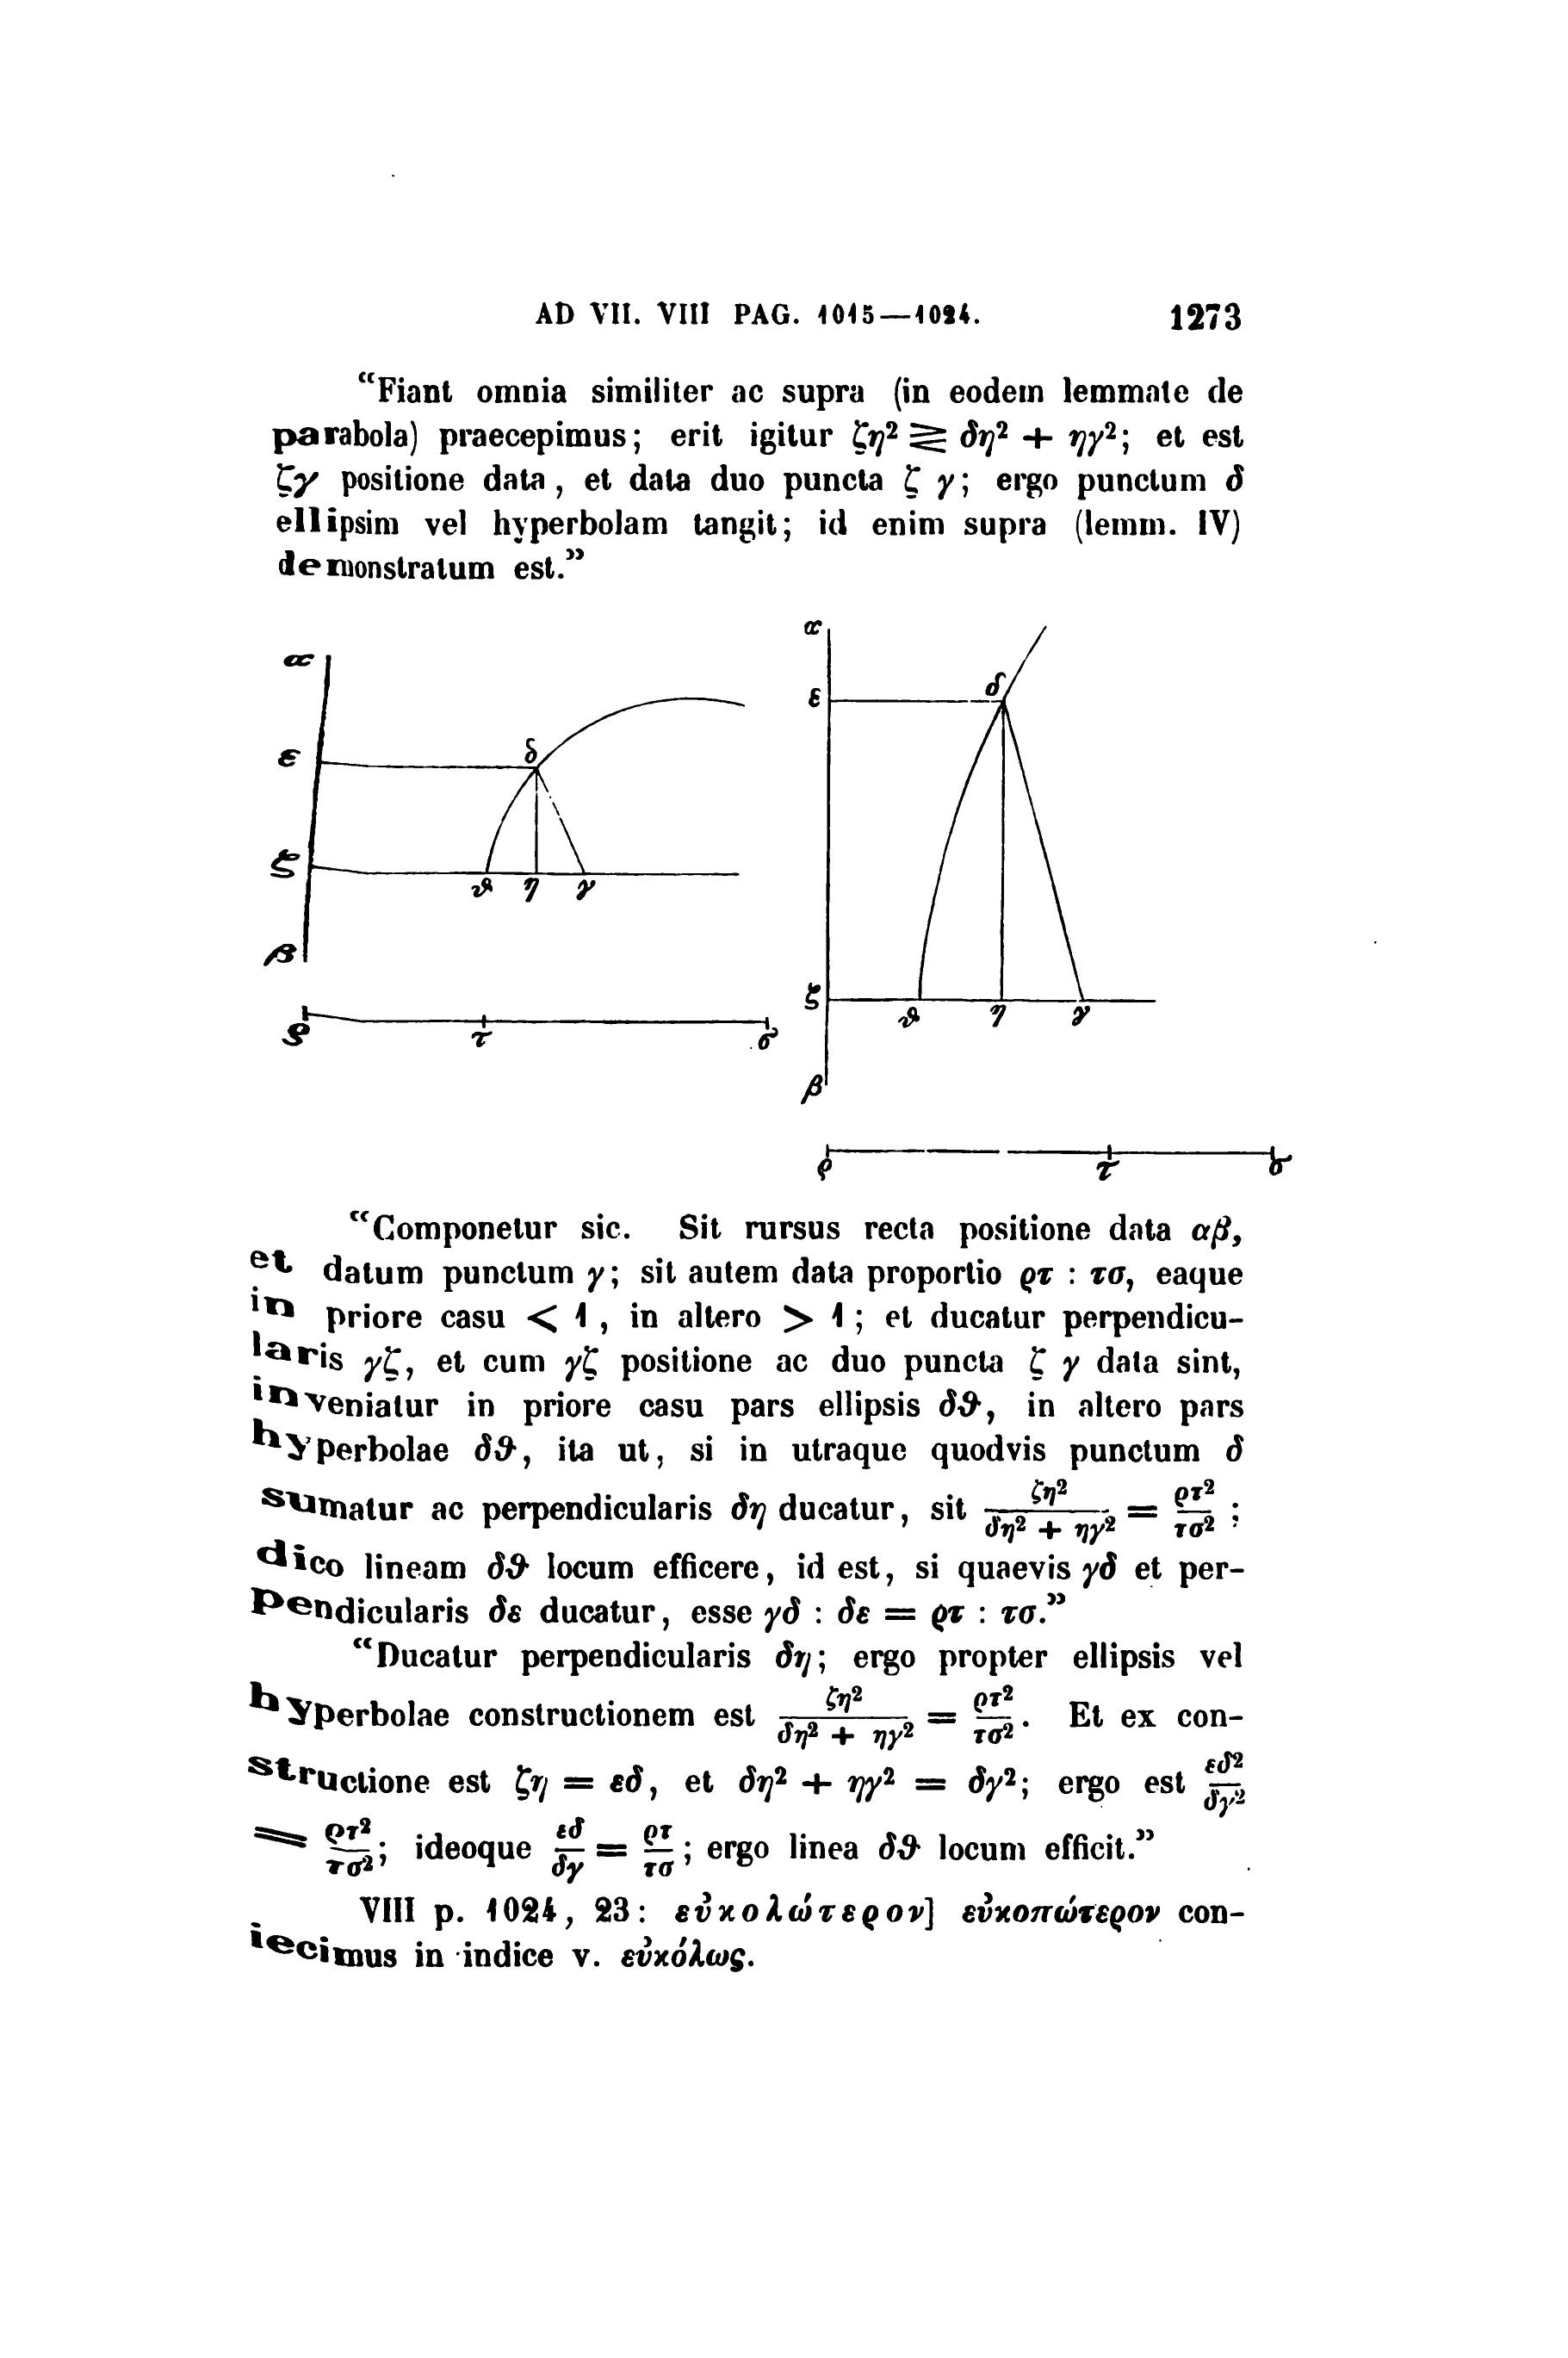 AD VII. VIII PAG. 1015—1024. 1273
“Fiant omnia similiter ac supra (in eodem lemmate de
parabola) praecepimus; erit igitur ζη² ≷ δη² + ηγ²; et est
ζγ positione data, et data duo puncta ζ γ; ergo punctum δ
ellipsim vel hyperbolam tangit; id enim supra (lemm. IV)
demonstratum est.”
α
ε δ
ζ
ϑ η γ
β
ρ τ σ
α
ε δ
ζ
ϑ η γ
β
ρ τ σ
“Componetur sic. Sit rursus recta positione data αβ,
et datum punctum γ; sit autem data proportio ρτ : τσ, eaque
in priore casu < 1, in altero > 1; et ducatur perpendicu-
laris γζ, et cum γζ positione ac duo puncta ζ γ data sint,
inveniatur in priore casu pars ellipsis δϑ, in altero pars
hyperbolae δϑ, ita ut, si in utraque quodvis punctum δ
sumatur ac perpendicularis δη ducatur, sit ζη²/(δη² + ηγ²) = ρτ²/τσ²;
dico lineam δϑ locum efficere, id est, si quaevis γδ et per-
pendicularis δε ducatur, esse γδ : δε = ρτ : τσ.”
“Ducatur perpendicularis δη; ergo propter ellipsis vel
hyperbolae constructionem est ζη²/(δη² + ηγ²) = ρτ²/τσ². Et ex con-
structione est ζη = εδ, et δη² + ηγ² = δγ²; ergo est εδ²/δγ²
= ρτ²/τσ²; ideoque εδ/δγ = ρτ/τσ; ergo linea δϑ locum efficit.”
VIII p. 1024, 23: εὐκολώτερον] εὐκοπώτερον con-
iecimus in indice v. εὐκόλως.